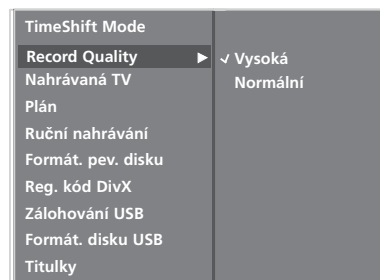 TimeShift Mode
Record Quality
✓ Vysoká
Nahrávaná TV
Normální
Plán
Ruční nahrávání
Formát. pev. disku
Reg. kód DivX
Zálohování USB
Formát. disku USB
Titulky